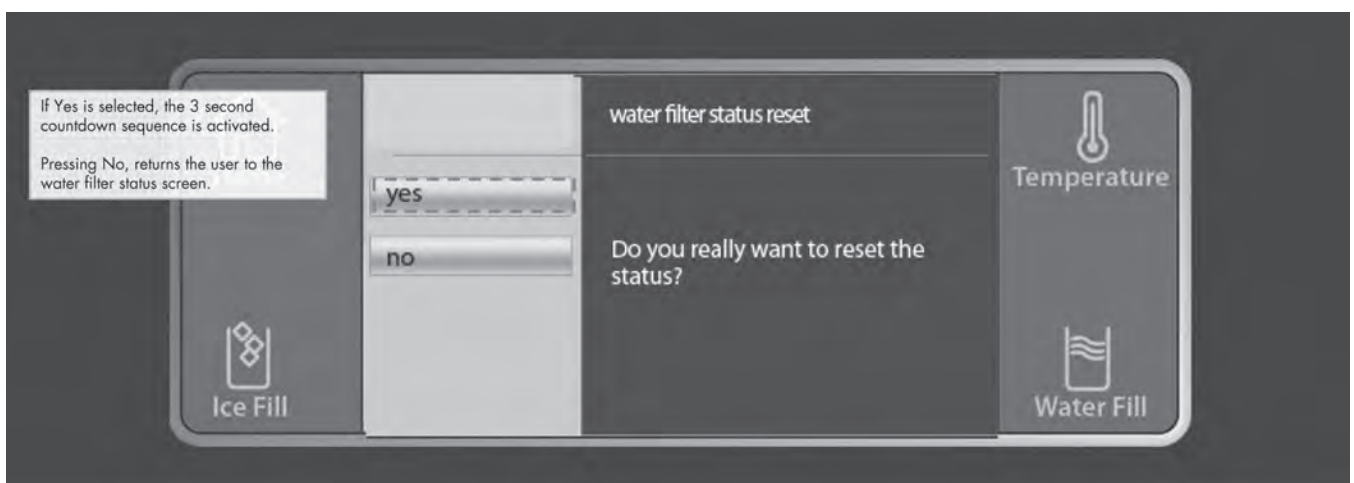 If Yes is selected, the 3 second
countdown sequence is activated.
Pressing No, returns the user to the
water filter status screen.
water filter status reset
yes
no
Do you really want to reset the
status?
Temperature
Ice Fill
Water Fill